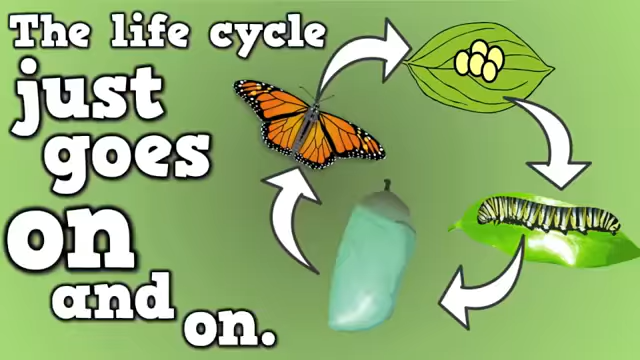 The life cycle
just
goes
on
and
on.